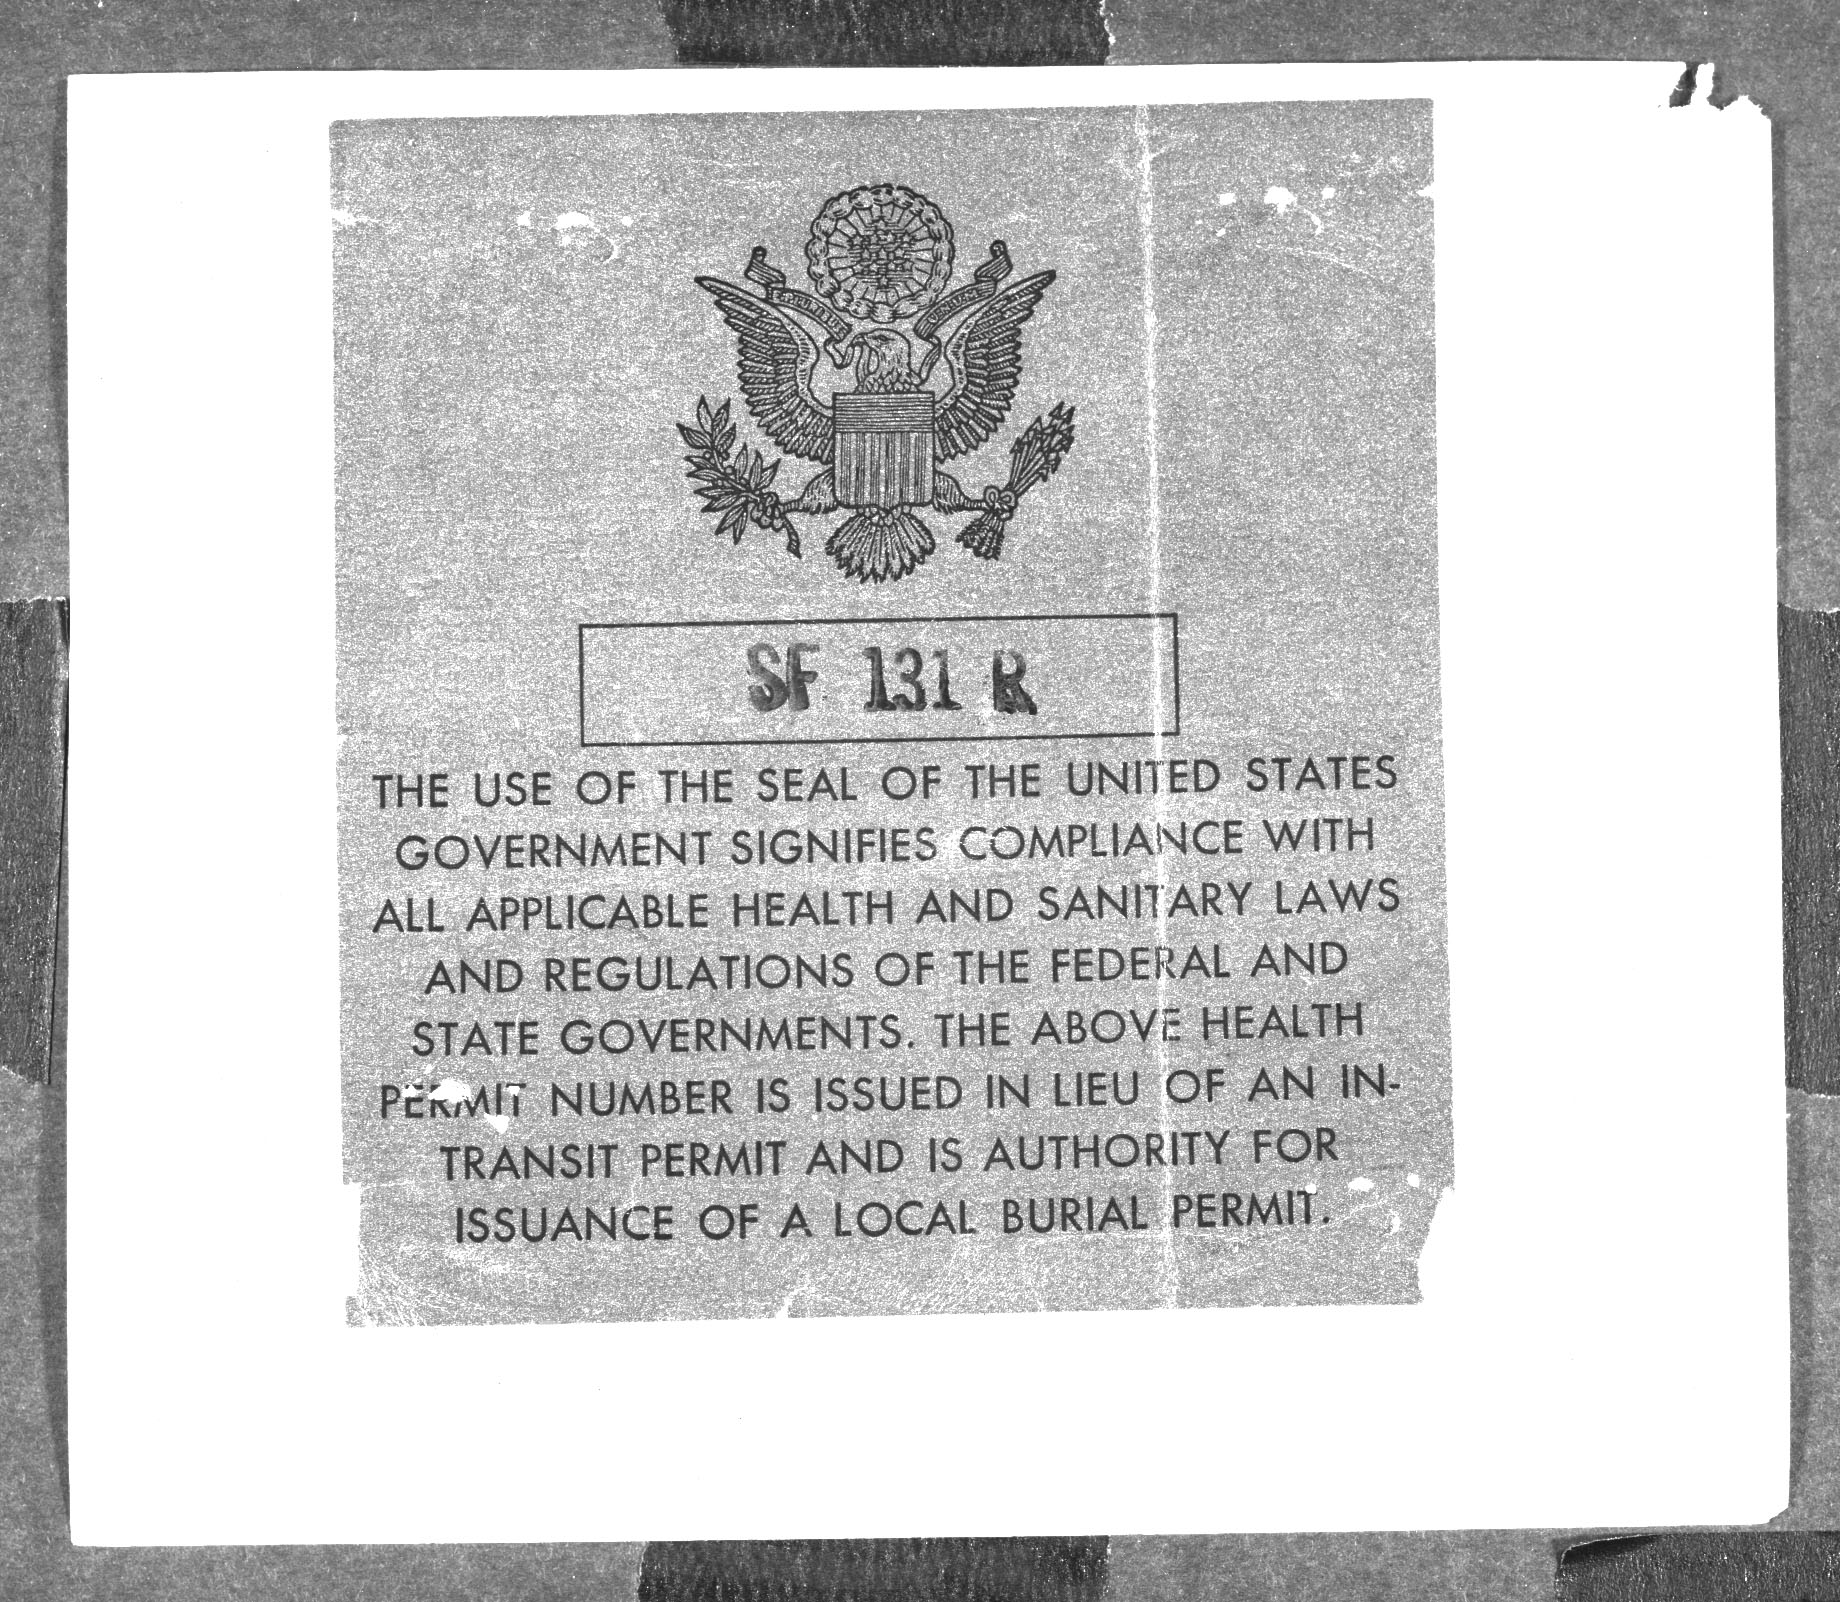 SF 131 R
THE USE OF THE SEAL OF THE UNITED STATES
GOVERNMENT SIGNIFIES COMPLIANCE WITH
ALL APPLICABLE HEALTH AND SANITARY LAWS
AND REGULATIONS OF THE FEDERAL AND
STATE GOVERNMENTS. THE ABOVE HEALTH
PERMIT NUMBER IS ISSUED IN LIEU OF AN IN-
TRANSIT PERMIT AND IS AUTHORITY FOR
ISSUANCE OF A LOCAL BURIAL PERMIT.